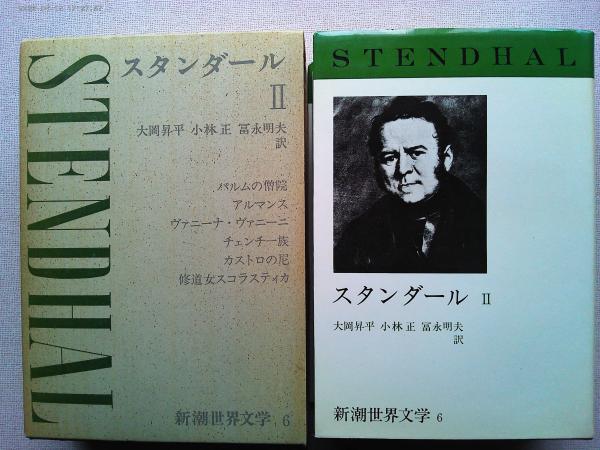 STENDHAL
スタンダール
II
大岡昇平 小林正 冨永明夫
訳
パルムの僧院
アルマンス
ヴァニーナ・ヴァニーニ
チェンチ一族
カストロの尼
修道女スコラスティカ
新潮世界文学 6
STENDHAL
スタンダール II
大岡昇平 小林正 冨永明夫
訳
新潮世界文学 6